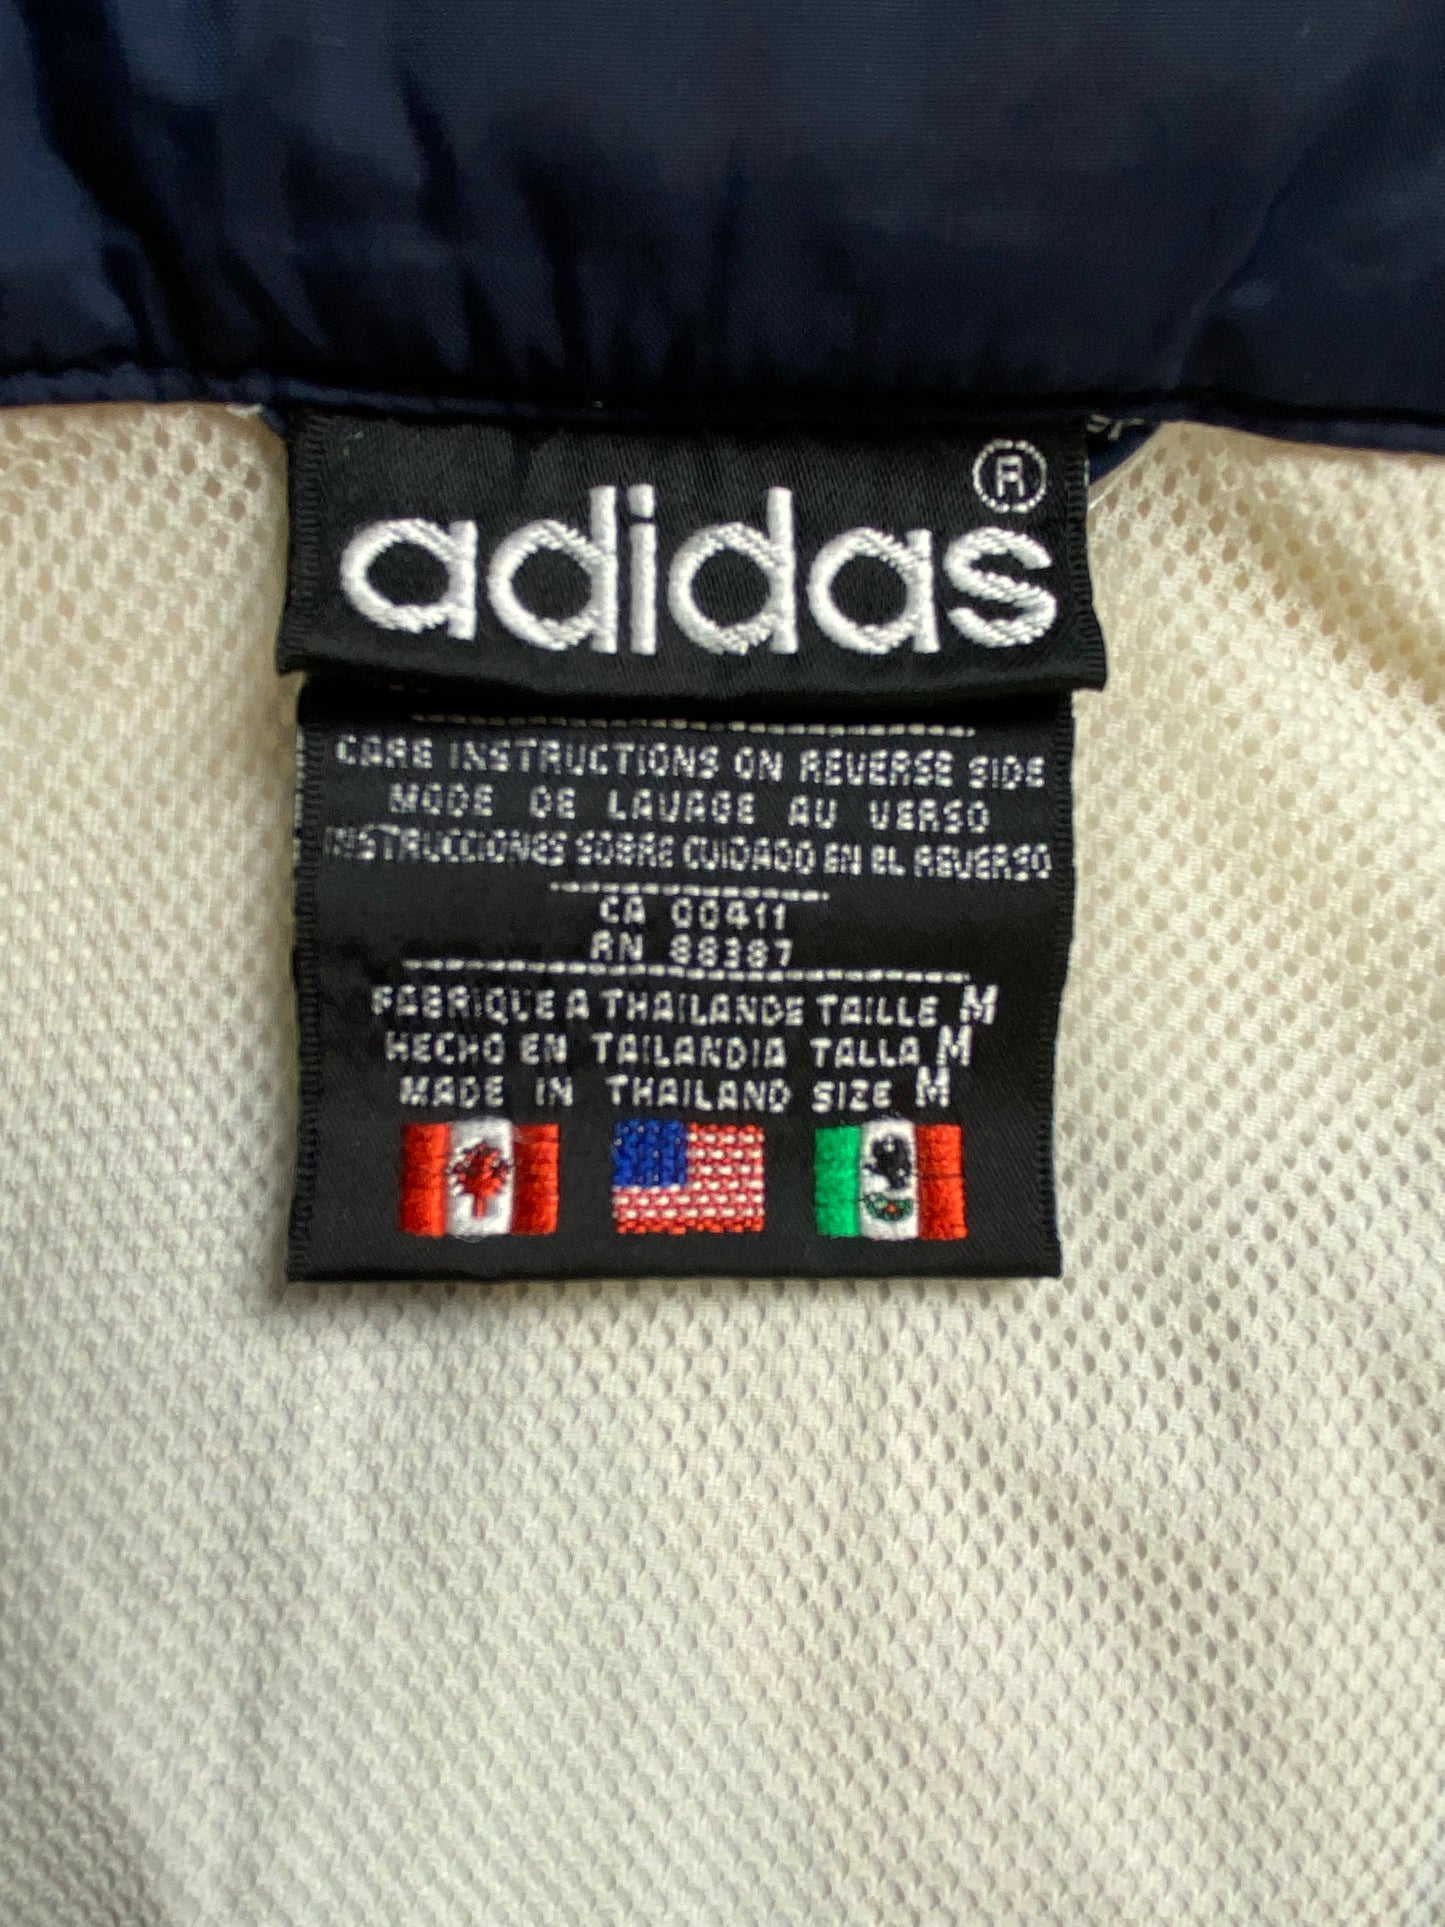 adidas ®
CARE INSTRUCTIONS ON REVERSE SIDE
MODE DE LAVAGE AU VERSO
INSTRUCCIONES SOBRE CUIDADO EN EL REVERSO
CA 00411
RN 88387
FABRIQUE A THAILANDE TAILLE M
HECHO EN TAILANDIA TALLA M
MADE IN THAILAND SIZE M